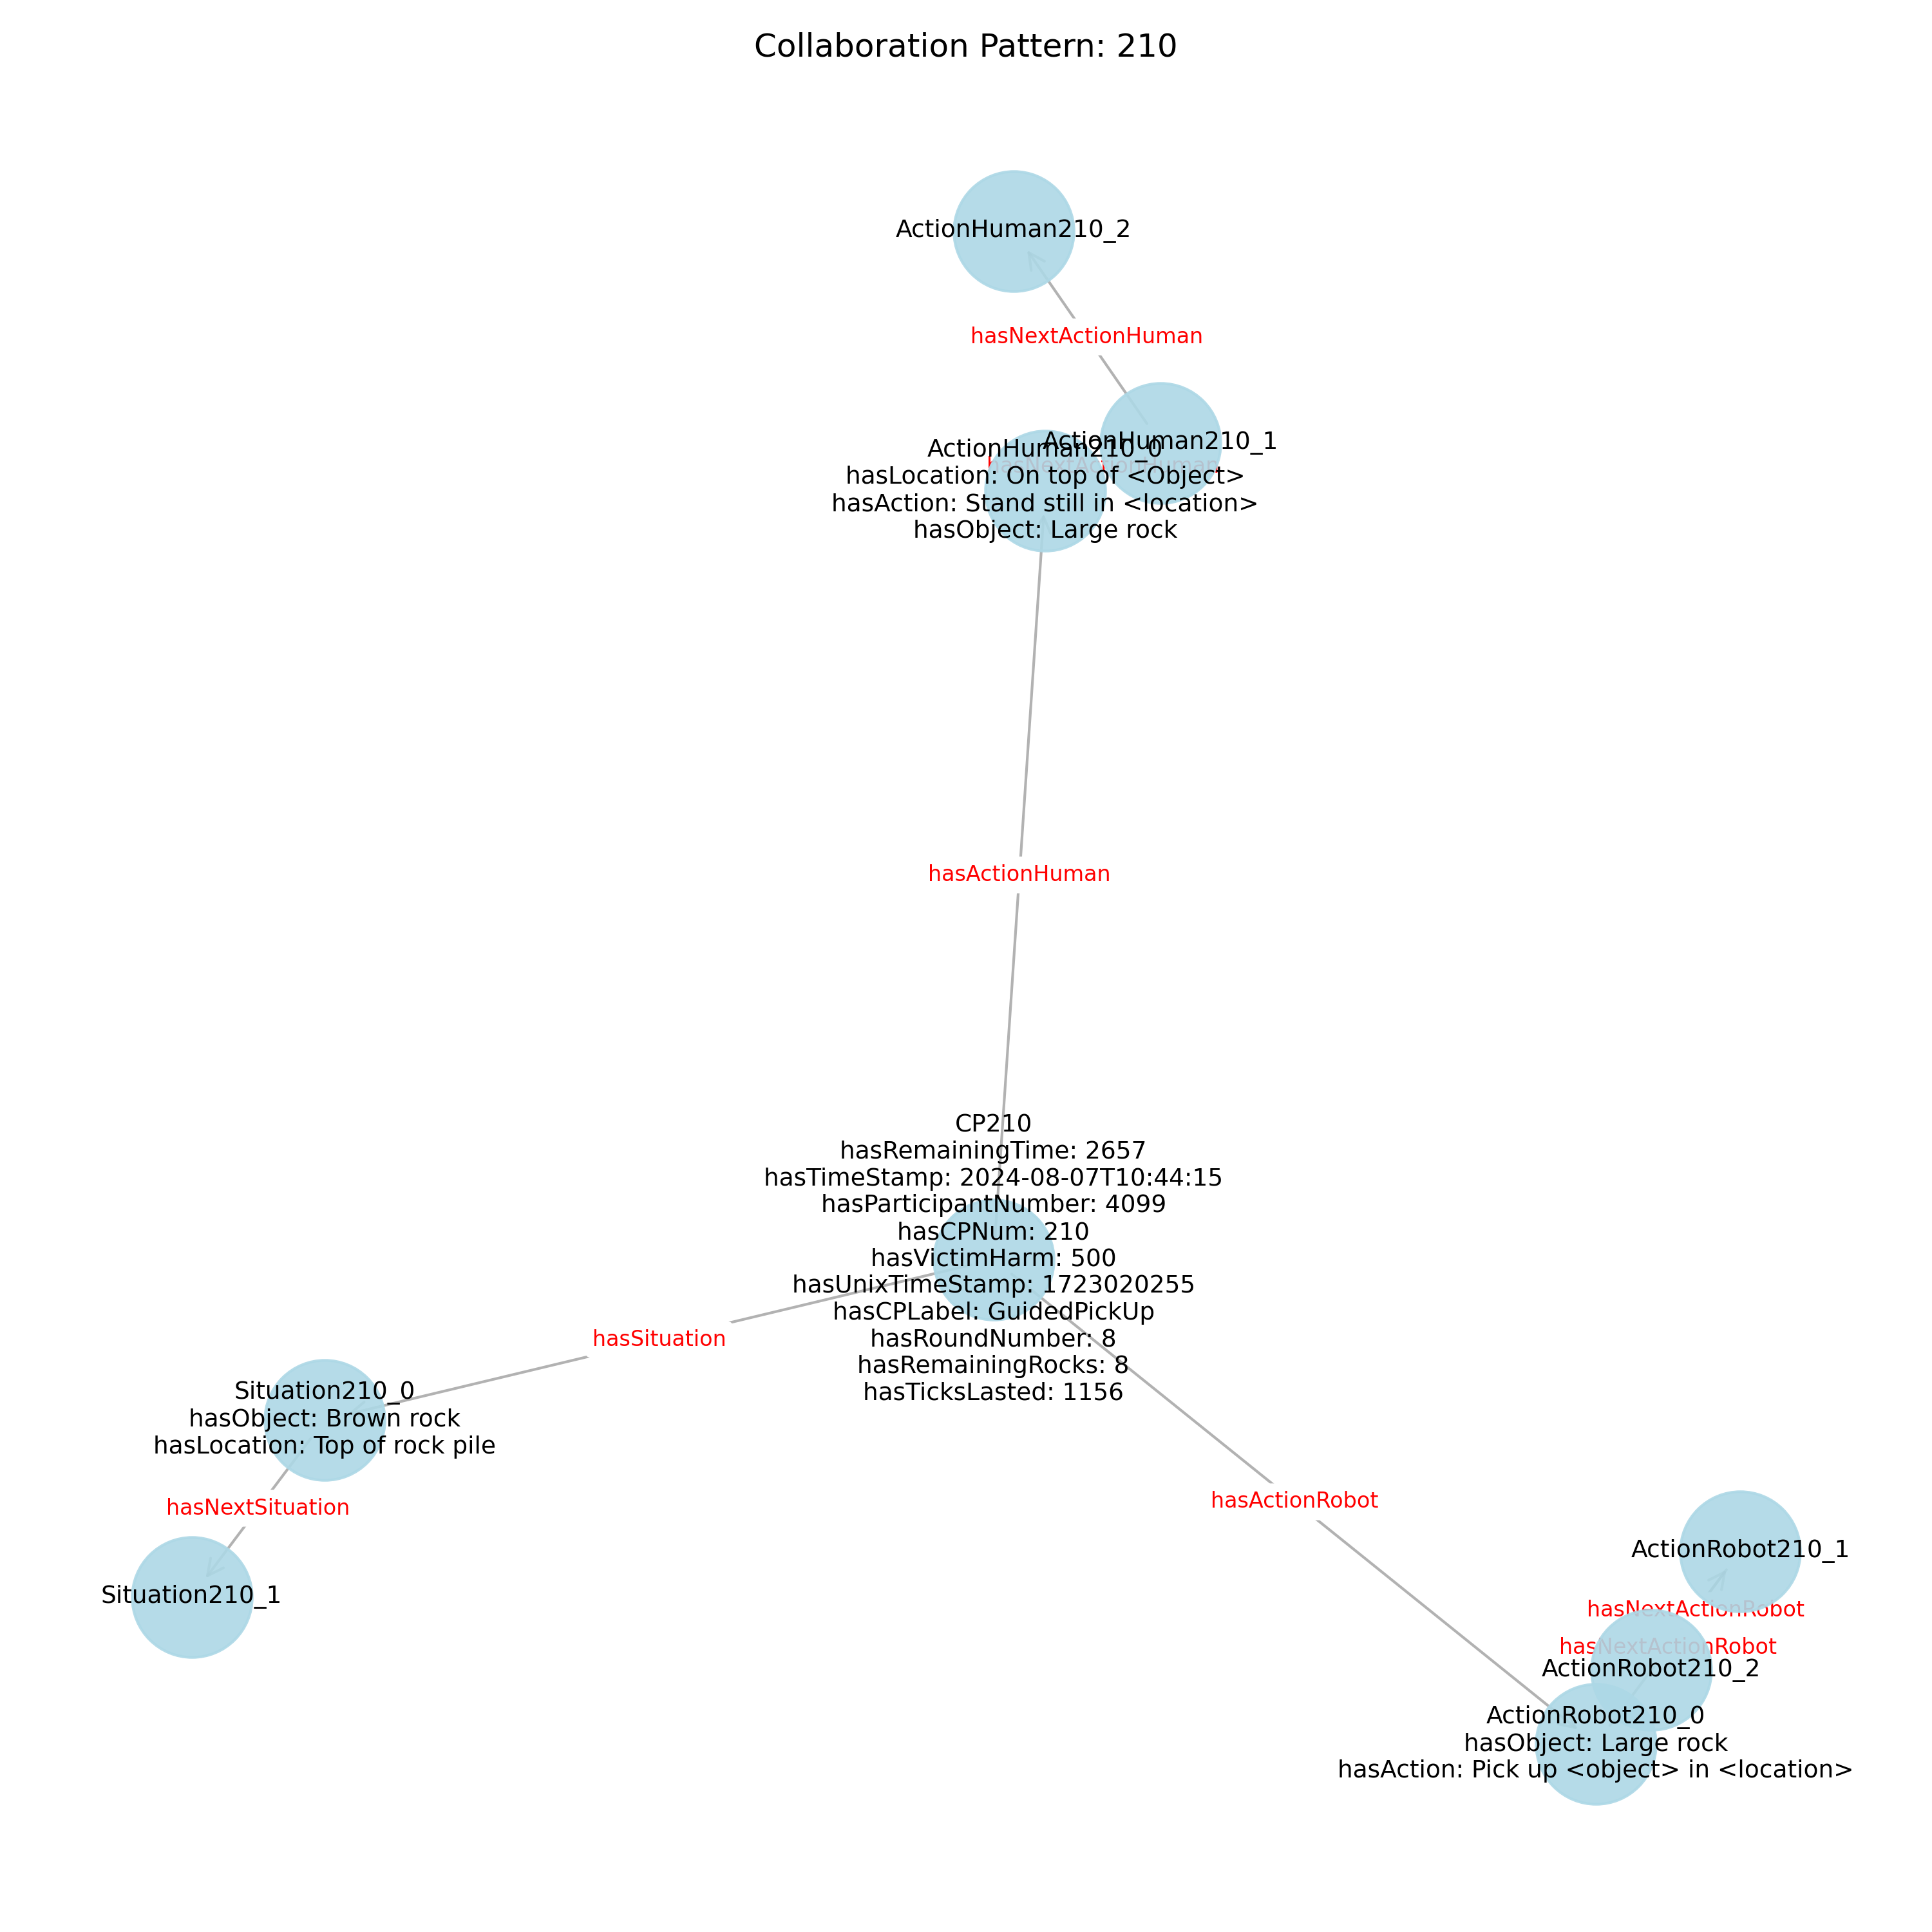 Collaboration Pattern: 210
ActionHuman210_2
hasNextActionHuman
ActionHuman210_1
ActionHuman210_0
hasNextActionHuman
hasLocation: On top of <Object>
hasAction: Stand still in <location>
hasObject: Large rock
hasActionHuman
CP210
hasRemainingTime: 2657
hasTimeStamp: 2024-08-07T10:44:15
hasParticipantNumber: 4099
hasCPNum: 210
hasVictimHarm: 500
hasUnixTimeStamp: 1723020255
hasCPLabel: GuidedPickUp
hasRoundNumber: 8
hasRemainingRocks: 8
hasTicksLasted: 1156
hasSituation
Situation210_0
hasObject: Brown rock
hasLocation: Top of rock pile
hasNextSituation
Situation210_1
hasActionRobot
ActionRobot210_1
hasNextActionRobot
hasNextActionRobot
ActionRobot210_2
ActionRobot210_0
hasObject: Large rock
hasAction: Pick up <object> in <location>